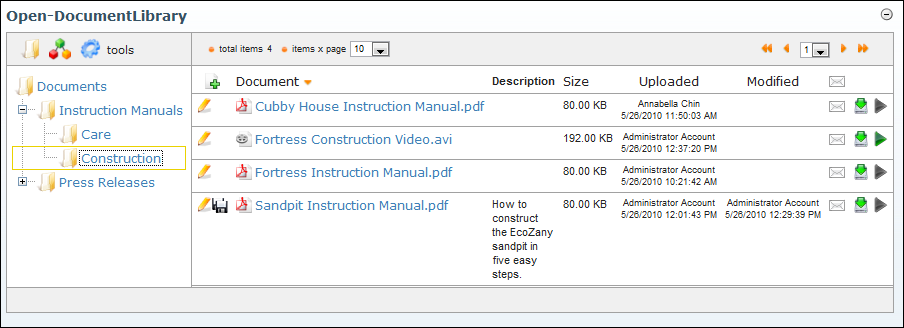 Open-DocumentLibrary
tools
total items 4 items x page 10
1
Documents
Instruction Manuals
Care
Construction
Press Releases
Document Description Size Uploaded Modified
Cubby House Instruction Manual.pdf 80.00 KB Annabella Chin
5/26/2010 11:50:03 AM
Fortress Construction Video.avi 192.00 KB Administrator Account
5/26/2010 12:37:20 PM
Fortress Instruction Manual.pdf 80.00 KB Administrator Account
5/26/2010 10:21:42 AM
Sandpit Instruction Manual.pdf How to 80.00 KB Administrator Account Administrator Account
construct 5/26/2010 12:01:43 PM 5/26/2010 12:29:39 PM
the EcoZany
sandpit in
five easy
steps.